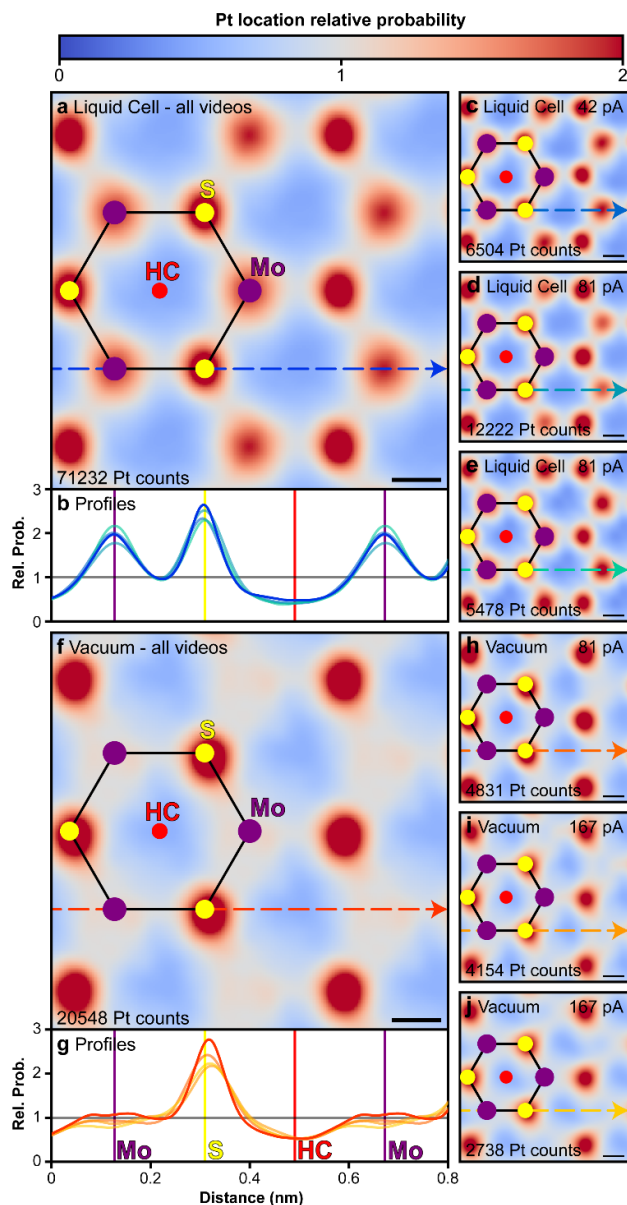 Pt location relative probability
0 1 2
a Liquid Cell - all videos
S
HC Mo
71232 Pt counts
b Profiles
Rel. Prob.
3
2
1
0
c Liquid Cell 42 pA
6504 Pt counts
d Liquid Cell 81 pA
12222 Pt counts
e Liquid Cell 81 pA
5478 Pt counts
f Vacuum - all videos
S
HC Mo
20548 Pt counts
g Profiles
Rel. Prob.
3
2
1
0
Mo S HC Mo
0 0.2 0.4 0.6 0.8
Distance (nm)
h Vacuum 81 pA
4831 Pt counts
i Vacuum 167 pA
4154 Pt counts
j Vacuum 167 pA
2738 Pt counts